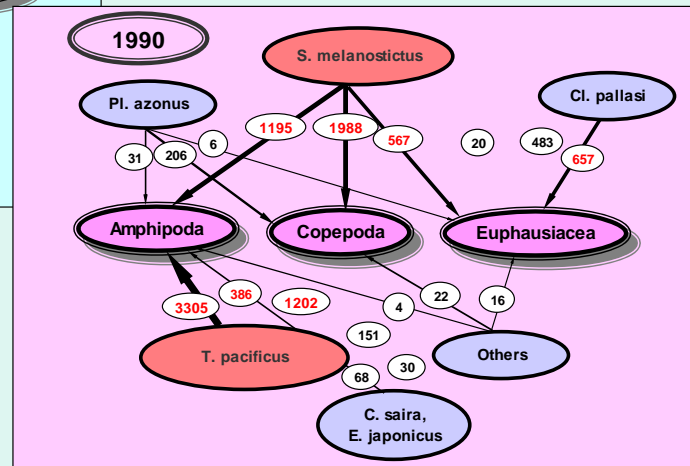 1990
S. melanostictus
Pl. azonus
Cl. pallasi
1195
1988
567
6
206
31
20
483
657
Amphipoda
Copepoda
Euphausiacea
3305
386
1202
4
22
16
151
T. pacificus
Others
68
30
C. saira,
E. japonicus